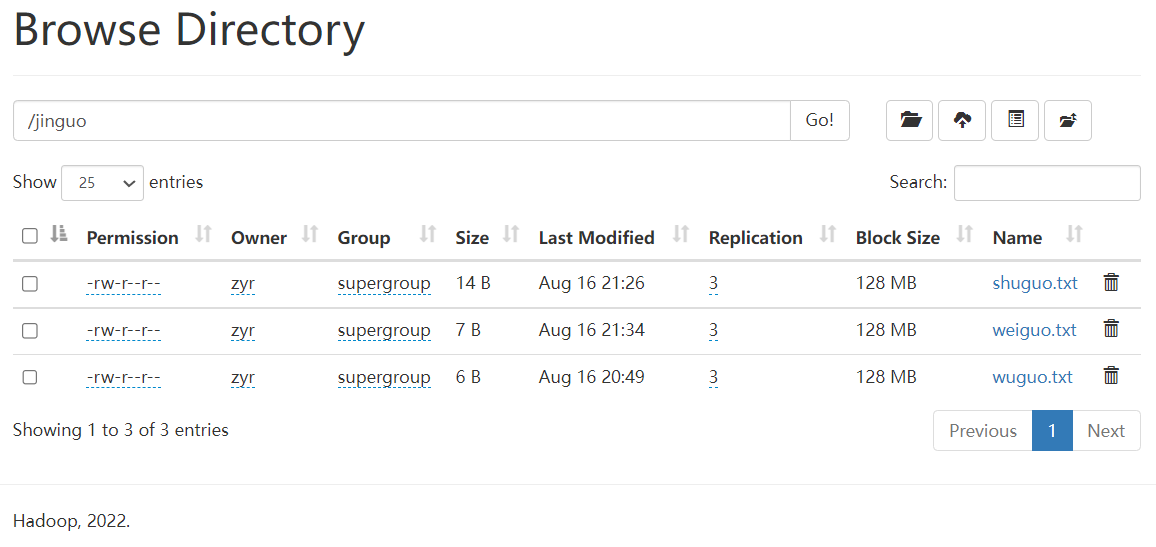 Browse Directory
/jinguo Go!
Show 25 entries Search:
Permission Owner Group Size Last Modified Replication Block Size Name
-rw-r--r-- zyr supergroup 14 B Aug 16 21:26 3 128 MB shuguo.txt
-rw-r--r-- zyr supergroup 7 B Aug 16 21:34 3 128 MB weiguo.txt
-rw-r--r-- zyr supergroup 6 B Aug 16 20:49 3 128 MB wuguo.txt
Showing 1 to 3 of 3 entries Previous 1 Next
Hadoop, 2022.